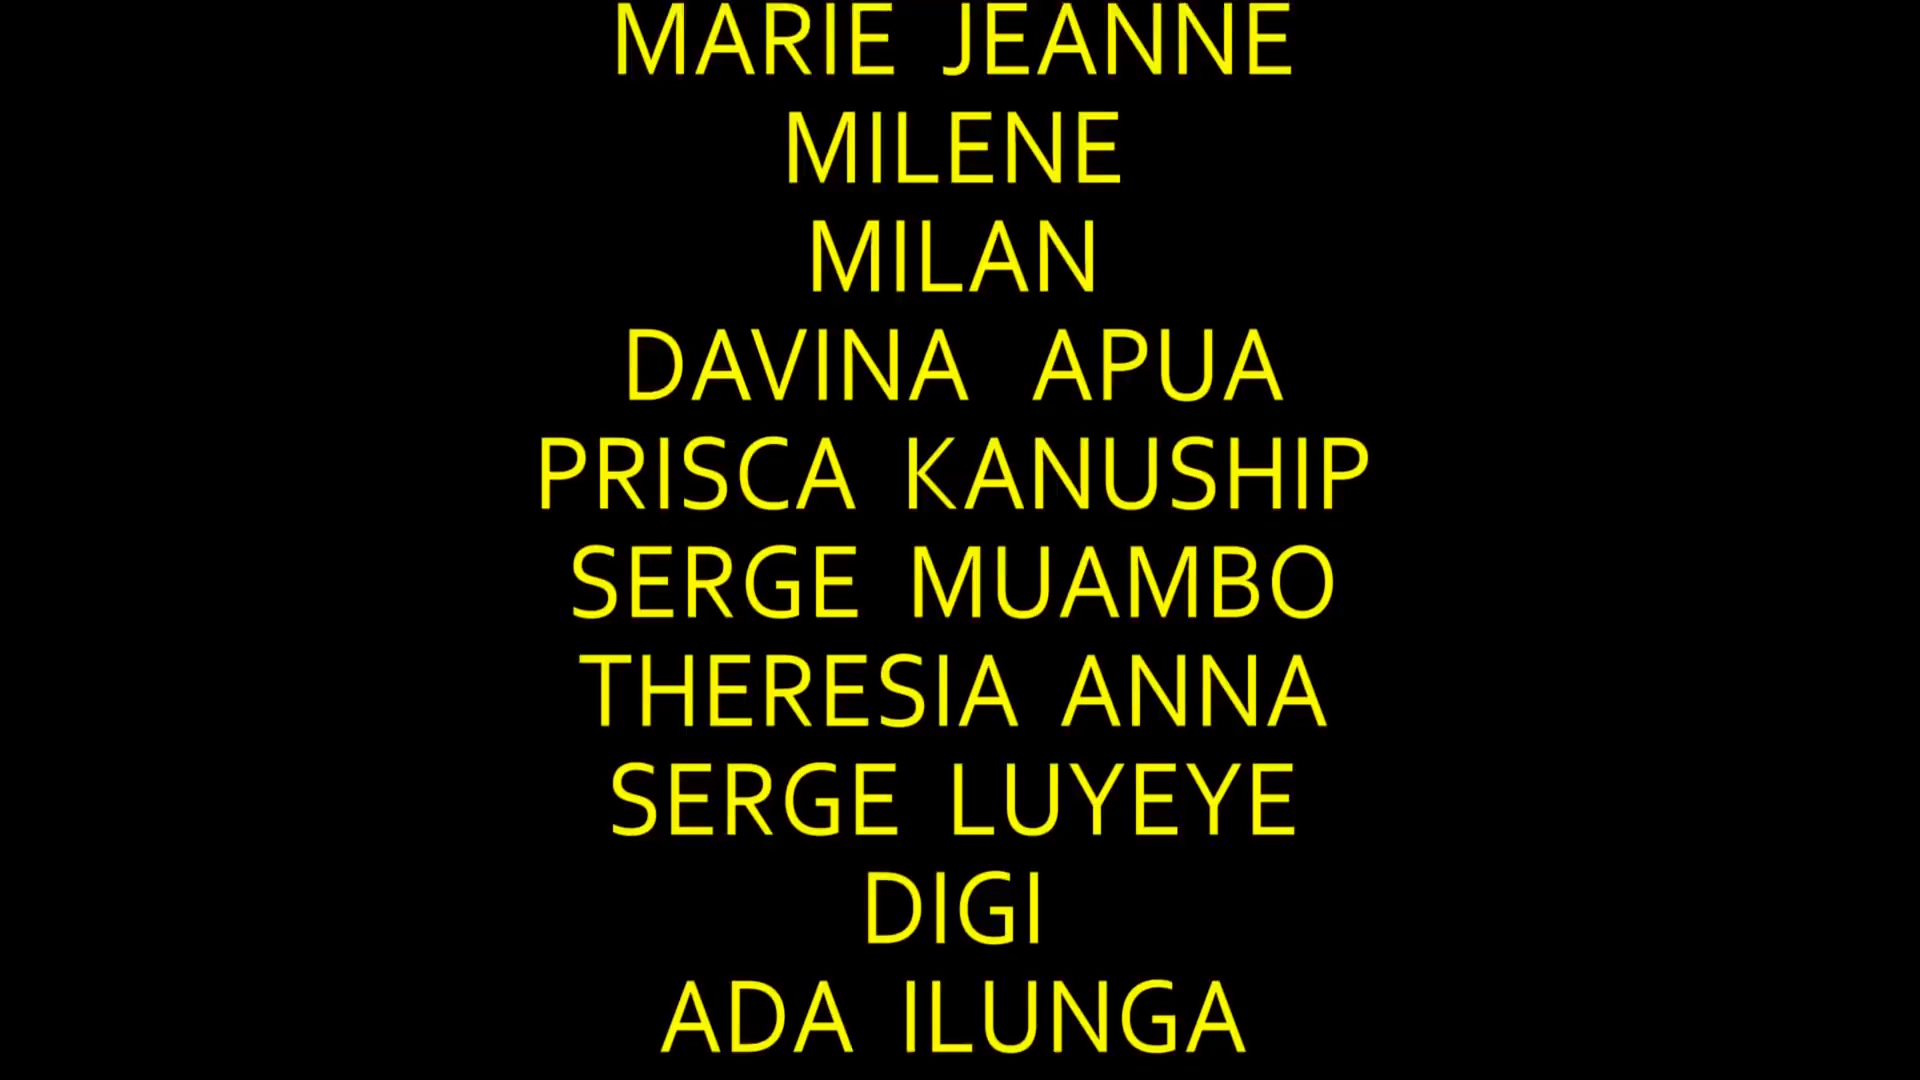 MARIE JEANNE
MILENE
MILAN
DAVINA APUA
PRISCA KANUSHIP
SERGE MUAMBO
THERESIA ANNA
SERGE LUYEYE
DIGI
ADA ILUNGA